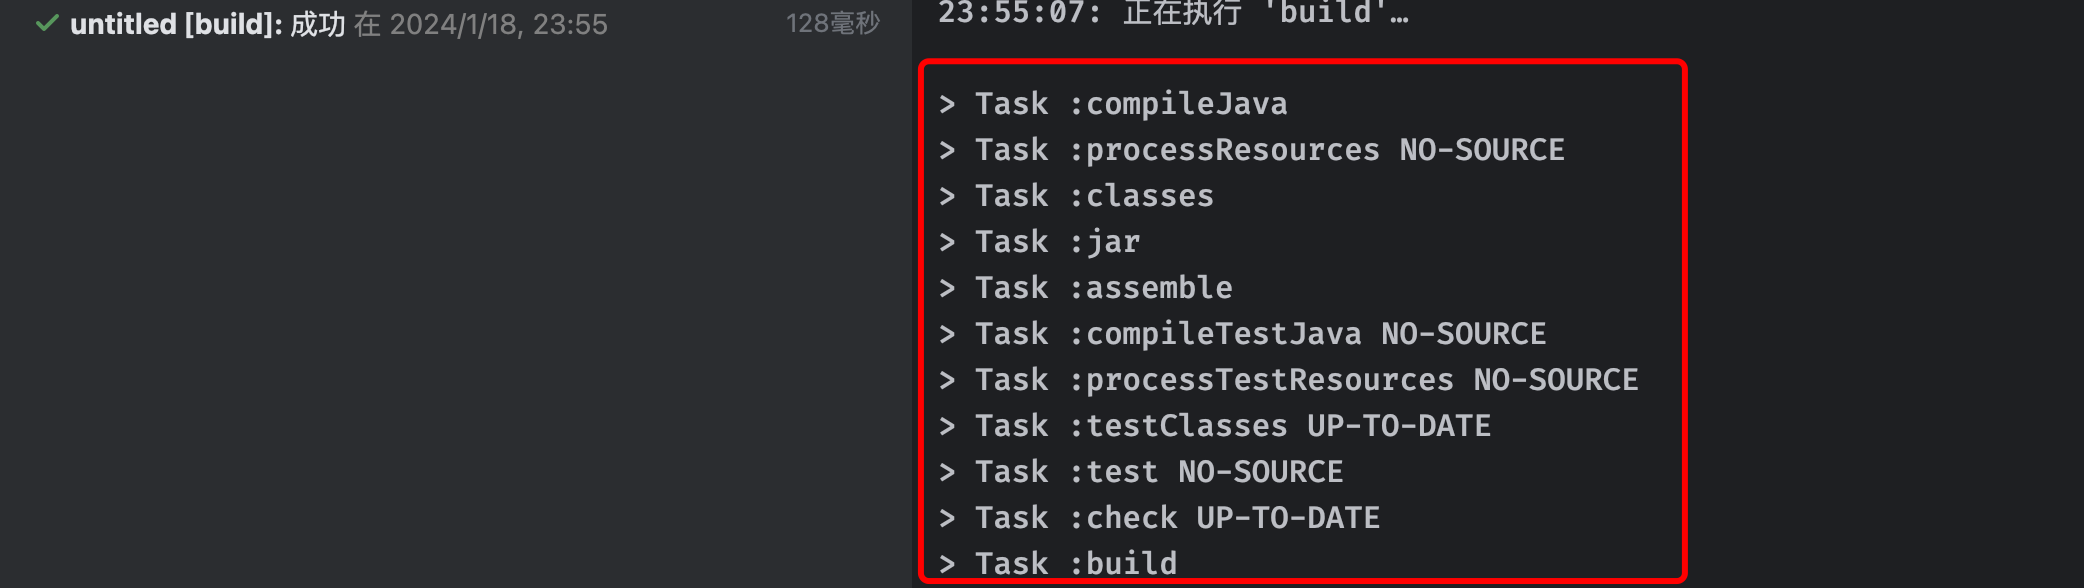 untitled [build]: 成功 在 2024/1/18, 23:55 128毫秒
23:55:07: 正在执行 'build'…
> Task :compileJava
> Task :processResources NO-SOURCE
> Task :classes
> Task :jar
> Task :assemble
> Task :compileTestJava NO-SOURCE
> Task :processTestResources NO-SOURCE
> Task :testClasses UP-TO-DATE
> Task :test NO-SOURCE
> Task :check UP-TO-DATE
> Task :build